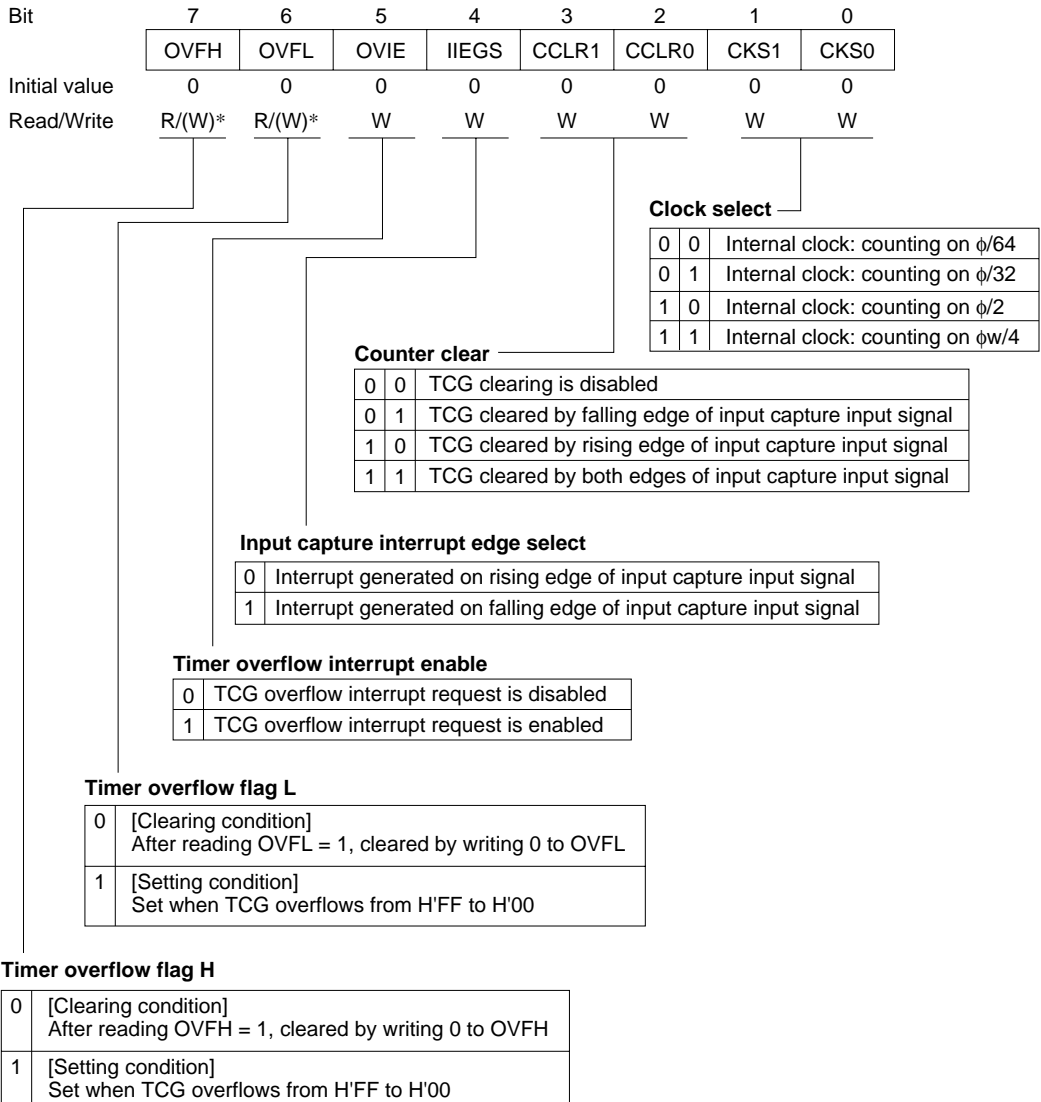 Bit 7 6 5 4 3 2 1 0
OVFH OVFL OVIE IIEGS CCLR1 CCLR0 CKS1 CKS0
Initial value 0 0 0 0 0 0 0 0
Read/Write R/(W)* R/(W)* W W W W W W
Clock select
0 0 Internal clock: counting on ϕ/64
0 1 Internal clock: counting on ϕ/32
1 0 Internal clock: counting on ϕ/2
1 1 Internal clock: counting on ϕw/4
Counter clear
0 0 TCG clearing is disabled
0 1 TCG cleared by falling edge of input capture input signal
1 0 TCG cleared by rising edge of input capture input signal
1 1 TCG cleared by both edges of input capture input signal
Input capture interrupt edge select
0 Interrupt generated on rising edge of input capture input signal
1 Interrupt generated on falling edge of input capture input signal
Timer overflow interrupt enable
0 TCG overflow interrupt request is disabled
1 TCG overflow interrupt request is enabled
Timer overflow flag L
0 [Clearing condition]
After reading OVFL = 1, cleared by writing 0 to OVFL
1 [Setting condition]
Set when TCG overflows from H'FF to H'00
Timer overflow flag H
0 [Clearing condition]
After reading OVFH = 1, cleared by writing 0 to OVFH
1 [Setting condition]
Set when TCG overflows from H'FF to H'00